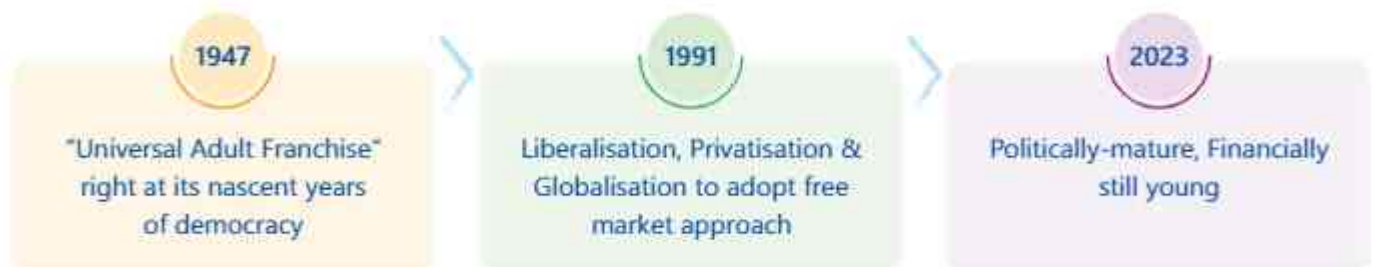 1947
"Universal Adult Franchise"
right at its nascent years
of democracy
1991
Liberalisation, Privatisation &
Globalisation to adopt free
market approach
2023
Politically-mature, Financially
still young